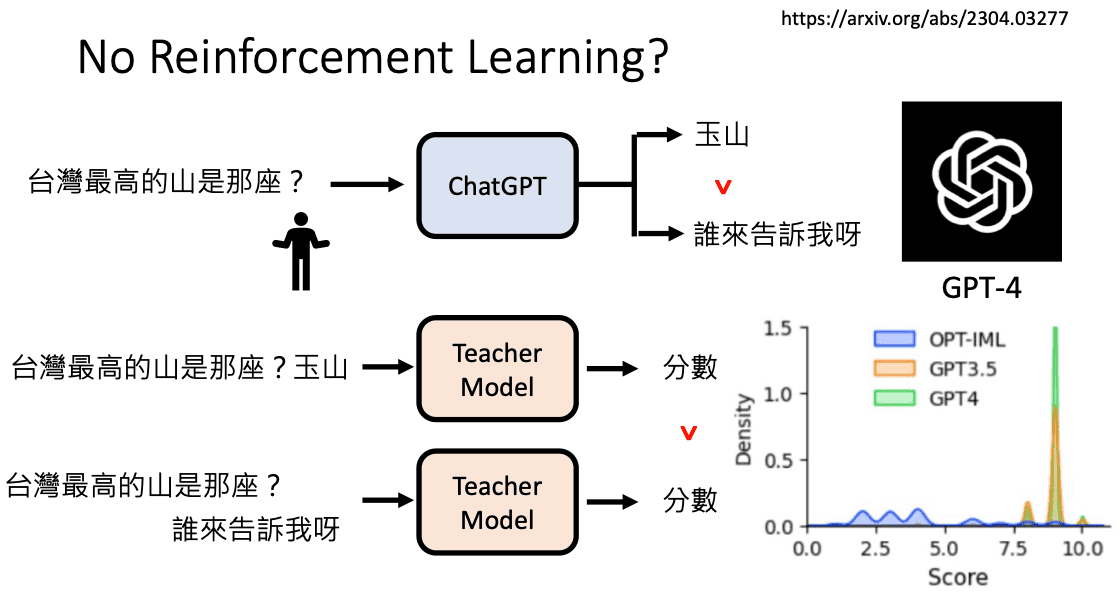 https://arxiv.org/abs/2304.03277
No Reinforcement Learning?
台灣最高的山是那座？
ChatGPT
玉山
v
誰來告訴我呀
GPT-4
台灣最高的山是那座？玉山
Teacher
Model
分數
v
台灣最高的山是那座？
誰來告訴我呀
Teacher
Model
分數
OPT-IML
GPT3.5
GPT4
Density
1.5
1.0
0.5
0.0
0.0 2.5 5.0 7.5 10.0
Score